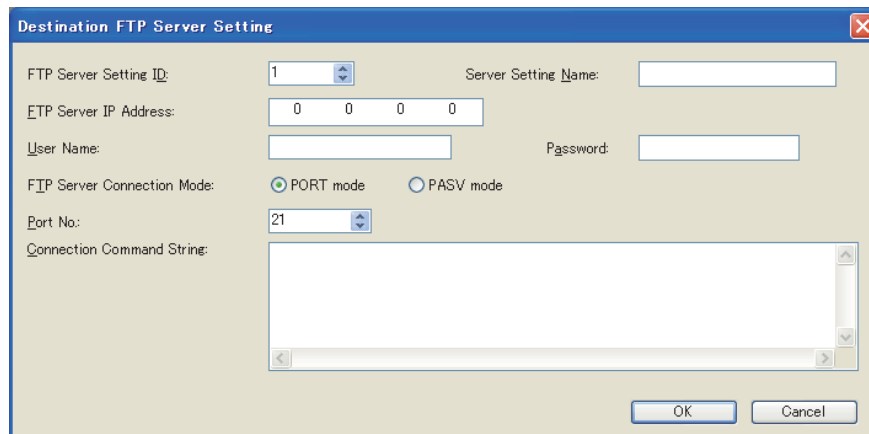 Destination FTP Server Setting
FTP Server Setting ID: 1 Server Setting Name:
FTP Server IP Address: 0 0 0 0
User Name: Password:
FTP Server Connection Mode: PORT mode PASV mode
Port No.: 21
Connection Command String:
OK Cancel